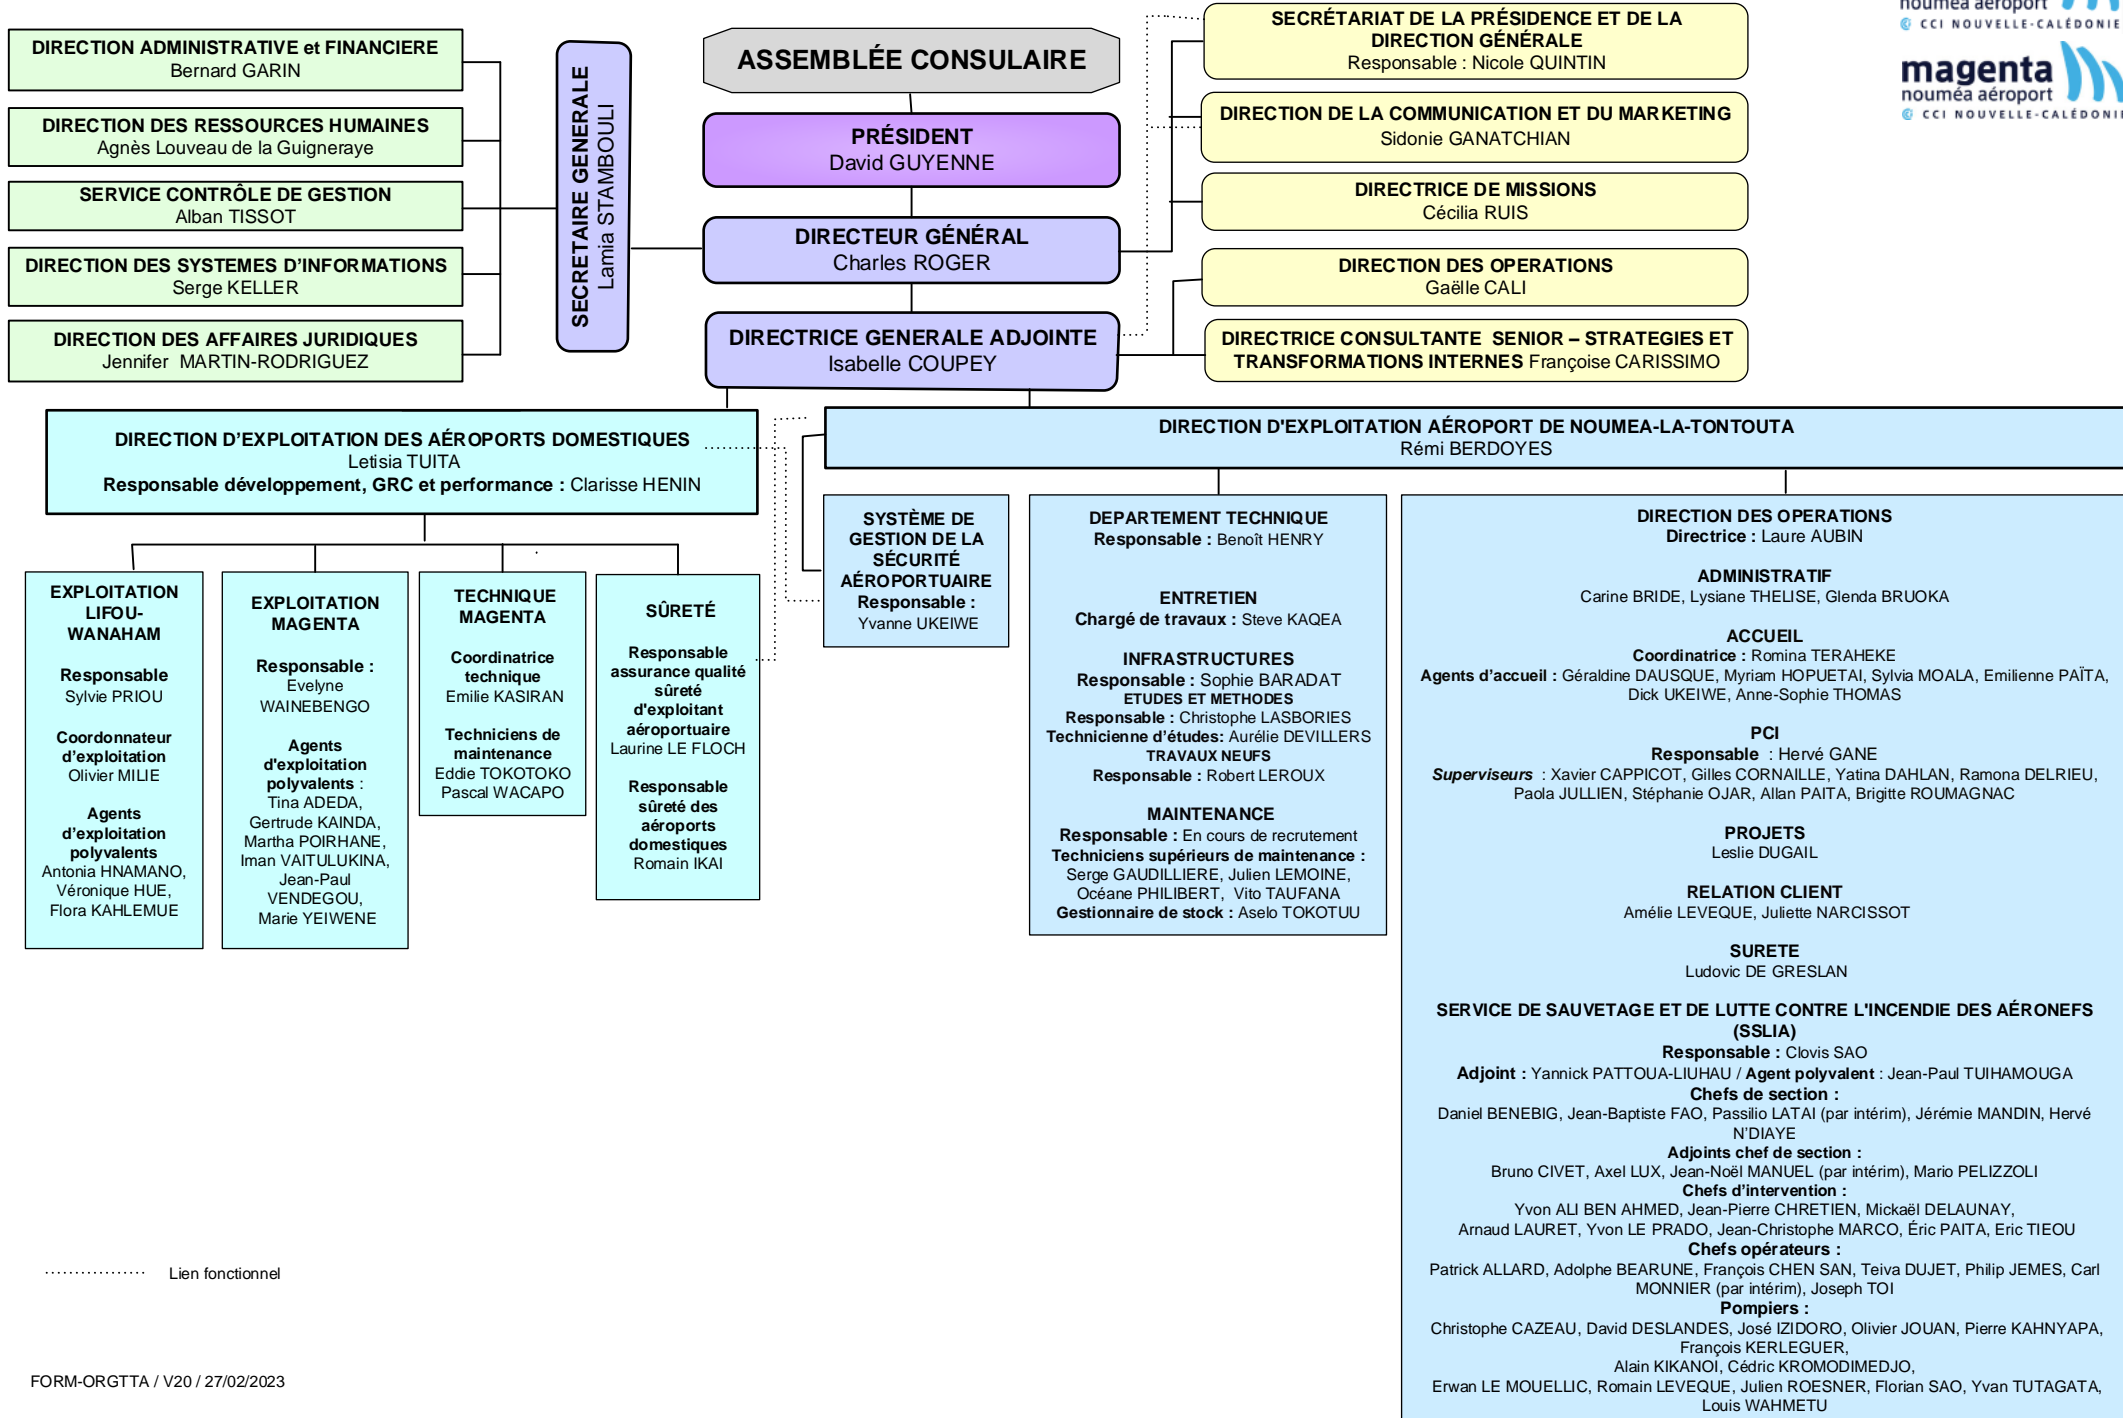 DIRECTION ADMINISTRATIVE et FINANCIERE
Bernard GARIN
DIRECTION DES RESSOURCES HUMAINES
Agnès Louveau de la Guigneraye
SERVICE CONTRÔLE DE GESTION
Alban TISSOT
DIRECTION DES SYSTEMES D'INFORMATIONS
Serge KELLER
DIRECTION DES AFFAIRES JURIDIQUES
Jennifer MARTIN-RODRIGUEZ
SECRETAIRE GENERALE
Lamia STAMBOULI
ASSEMBLÉE CONSULAIRE
PRÉSIDENT
David GUYENNE
DIRECTEUR GÉNÉRAL
Charles ROGER
DIRECTRICE GENERALE ADJOINTE
Isabelle COUPEY
SECRÉTARIAT DE LA PRÉSIDENCE ET DE LA
DIRECTION GÉNÉRALE
Responsable : Nicole QUINTIN
DIRECTION DE LA COMMUNICATION ET DU MARKETING
Sidonie GANATCHIAN
DIRECTRICE DE MISSIONS
Cécilia RUIS
DIRECTION DES OPERATIONS
Gaëlle CALI
DIRECTRICE CONSULTANTE SENIOR – STRATEGIES ET
TRANSFORMATIONS INTERNES Françoise CARISSIMO
nouméa aéroport
CCI NOUVELLE-CALÉDONIE
magenta
nouméa aéroport
CCI NOUVELLE-CALÉDONIE
DIRECTION D'EXPLOITATION DES AÉROPORTS DOMESTIQUES
Letisia TUITA
Responsable développement, GRC et performance : Clarisse HENIN
DIRECTION D'EXPLOITATION AÉROPORT DE NOUMEA-LA-TONTOUTA
Rémi BERDOYES
EXPLOITATION
LIFOU-
WANAHAM
Responsable
Sylvie PRIOU
Coordonnateur
d'exploitation
Olivier MILIE
Agents
d'exploitation
polyvalents
Antonia HNAMANO,
Véronique HUE,
Flora KAHLEMUE
EXPLOITATION
MAGENTA
Responsable :
Evelyne
WAINEBENGO
Agents
d'exploitation
polyvalents :
Tina ADEDA,
Gertrude KAINDA,
Martha POIRHANE,
Iman VAITULUKINA,
Jean-Paul
VENDEGOU,
Marie YEIWENE
TECHNIQUE
MAGENTA
Coordinatrice
technique
Emilie KASIRAN
Techniciens de
maintenance
Eddie TOKOTOKO
Pascal WACAPO
SÛRETÉ
Responsable
assurance qualité
sûreté
d'exploitant
aéroportuaire
Laurine LE FLOCH
Responsable
sûreté des
aéroports
domestiques
Romain IKAI
SYSTÈME DE
GESTION DE LA
SÉCURITÉ
AÉROPORTUAIRE
Responsable :
Yvanne UKEIWE
DEPARTEMENT TECHNIQUE
Responsable : Benoît HENRY
ENTRETIEN
Chargé de travaux : Steve KAQEA
INFRASTRUCTURES
Responsable : Sophie BARADAT
ETUDES ET METHODES
Responsable : Christophe LASBORIES
Technicienne d'études: Aurélie DEVILLERS
TRAVAUX NEUFS
Responsable : Robert LEROUX
MAINTENANCE
Responsable : En cours de recrutement
Techniciens supérieurs de maintenance :
Serge GAUDILLIERE, Julien LEMOINE,
Océane PHILIBERT, Vito TAUFANA
Gestionnaire de stock : Aselo TOKOTUU
DIRECTION DES OPERATIONS
Directrice : Laure AUBIN
ADMINISTRATIF
Carine BRIDE, Lysiane THELISE, Glenda BRUOKA
ACCUEIL
Coordinatrice : Romina TERAHEKE
Agents d'accueil : Géraldine DAUSQUE, Myriam HOPUETAI, Sylvia MOALA, Emilienne PAÏTA,
Dick UKEIWE, Anne-Sophie THOMAS
PCI
Responsable : Hervé GANE
Superviseurs : Xavier CAPPICOT, Gilles CORNAILLE, Yatina DAHLAN, Ramona DELRIEU,
Paola JULLIEN, Stéphanie OJAR, Allan PAITA, Brigitte ROUMAGNAC
PROJETS
Leslie DUGAIL
RELATION CLIENT
Amélie LEVEQUE, Juliette NARCISSOT
SURETE
Ludovic DE GRESLAN
SERVICE DE SAUVETAGE ET DE LUTTE CONTRE L'INCENDIE DES AÉRONEFS
(SSLIA)
Responsable : Clovis SAO
Adjoint : Yannick PATTOUA-LIUHAU / Agent polyvalent : Jean-Paul TUIHAMOUGA
Chefs de section :
Daniel BENEBIG, Jean-Baptiste FAO, Passilio LATAI (par intérim), Jérémie MANDIN, Hervé
N'DIAYE
Adjoints chef de section :
Bruno CIVET, Axel LUX, Jean-Noël MANUEL (par intérim), Mario PELIZZOLI
Chefs d'intervention :
Yvon ALI BEN AHMED, Jean-Pierre CHRETIEN, Mickaël DELAUNAY,
Arnaud LAURET, Yvon LE PRADO, Jean-Christophe MARCO, Éric PAITA, Eric TIEOU
Chefs opérateurs :
Patrick ALLARD, Adolphe BEARUNE, François CHEN SAN, Teiva DUJET, Philip JEMES, Carl
MONNIER (par intérim), Joseph TOI
Pompiers :
Christophe CAZEAU, David DESLANDES, José IZIDORO, Olivier JOUAN, Pierre KAHNYAPA,
François KERLEGUER,
Alain KIKANOI, Cédric KROMODIMEDJO,
Erwan LE MOUELLIC, Romain LEVEQUE, Julien ROESNER, Florian SAO, Yvan TUTAGATA,
Louis WAHMETU
Lien fonctionnel
FORM-ORGTTA / V20 / 27/02/2023